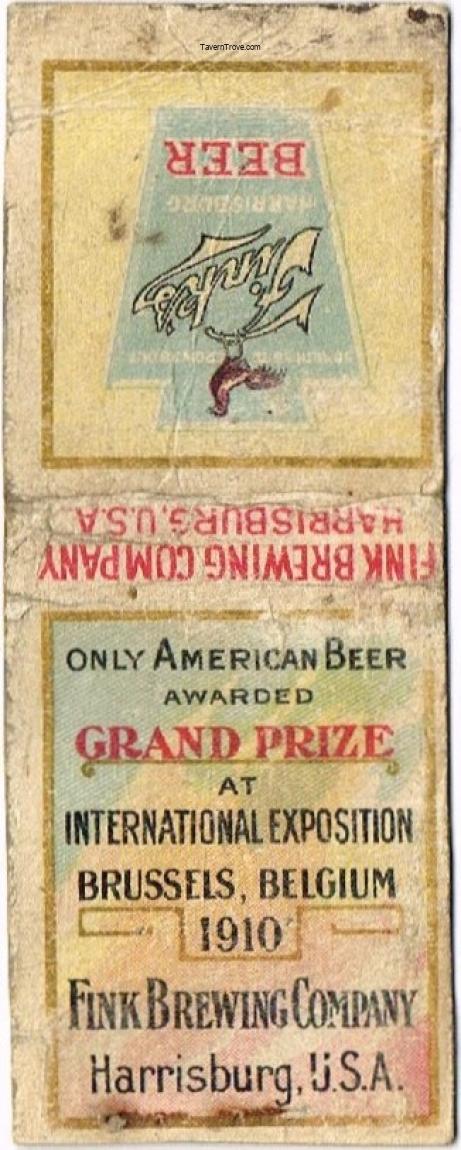 TavernTrove.com
BEER
HARRISBURG
Fink's
FINK BREWING COMPANY
HARRISBURG, U.S.A.
ONLY AMERICAN BEER
AWARDED
GRAND PRIZE
AT
INTERNATIONAL EXPOSITION
BRUSSELS, BELGIUM
1910
FINK BREWING COMPANY
Harrisburg, U.S.A.